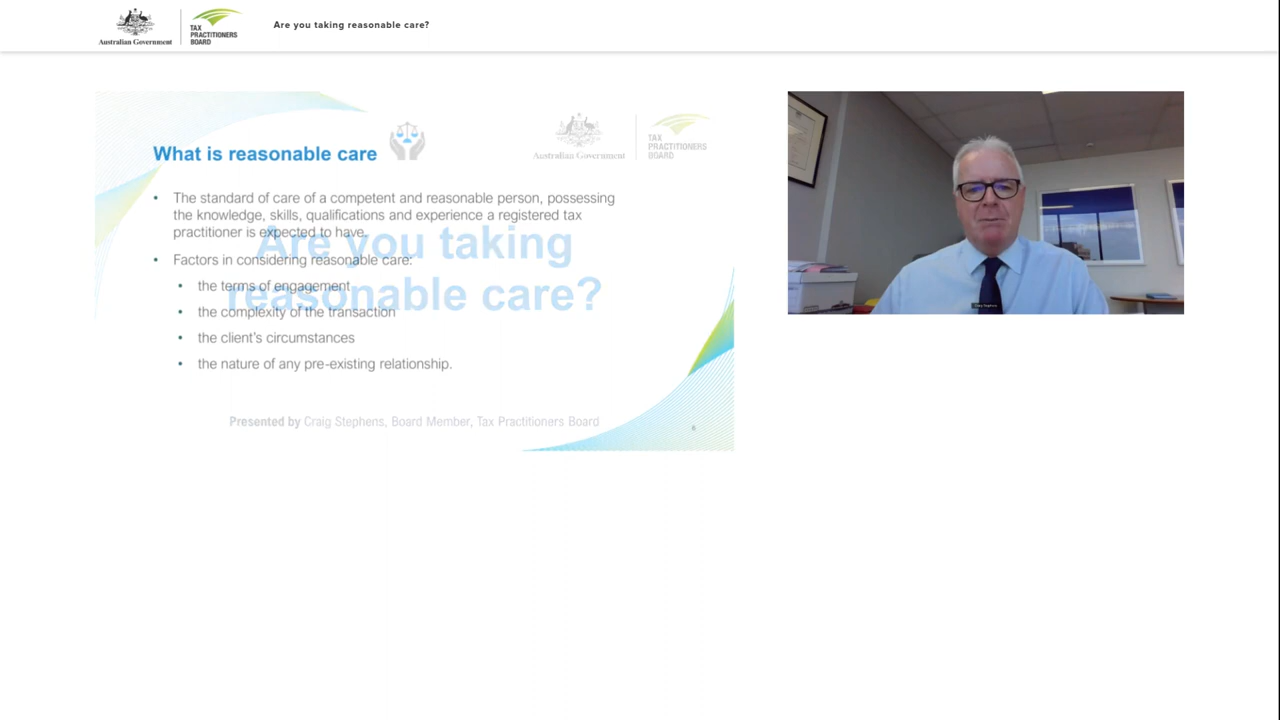 Australian Government
TAX
PRACTITIONERS
BOARD
Are you taking reasonable care?
What is reasonable care
Australian Government
TAX
PRACTITIONERS
BOARD
• The standard of care of a competent and reasonable person, possessing
the knowledge, skills, qualifications and experience a registered tax
practitioner is expected to have.
Are you taking
reasonable care?
• Factors in considering reasonable care:
• the terms of engagement
• the complexity of the transaction
• the client's circumstances
• the nature of any pre-existing relationship.
Presented by Craig Stephens, Board Member, Tax Practitioners Board
Craig Stephens